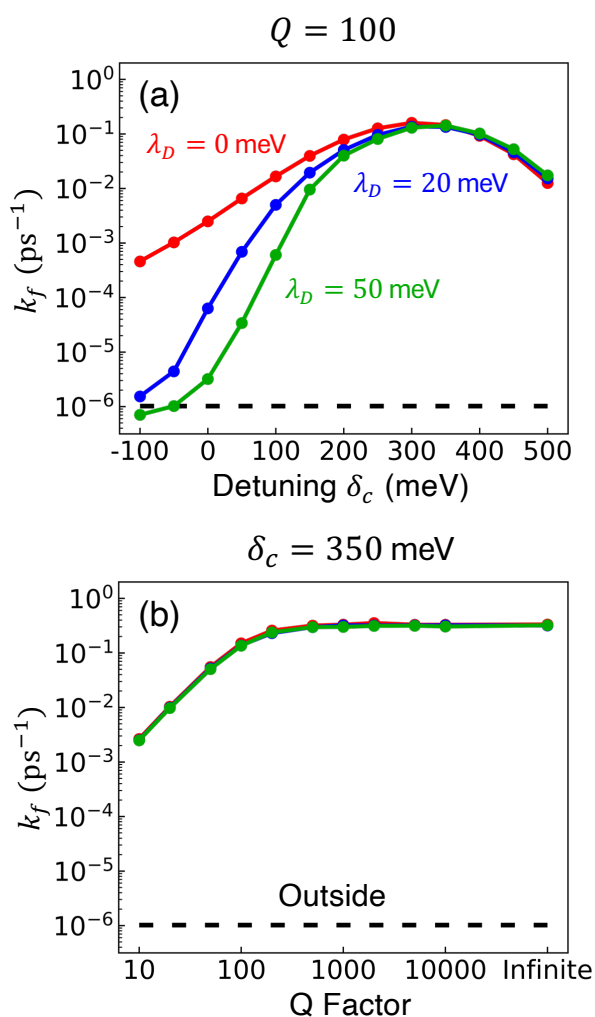 Q = 100
(a)
10⁰
10⁻¹
10⁻²
10⁻³
10⁻⁴
10⁻⁵
10⁻⁶
k_f (ps⁻¹)
λ_D = 0 meV
λ_D = 20 meV
λ_D = 50 meV
-100 0 100 200 300 400 500
Detuning δ_c (meV)
δ_c = 350 meV
(b)
10⁰
10⁻¹
10⁻²
10⁻³
10⁻⁴
10⁻⁵
10⁻⁶
k_f (ps⁻¹)
Outside
10 100 1000 10000 Infinite
Q Factor